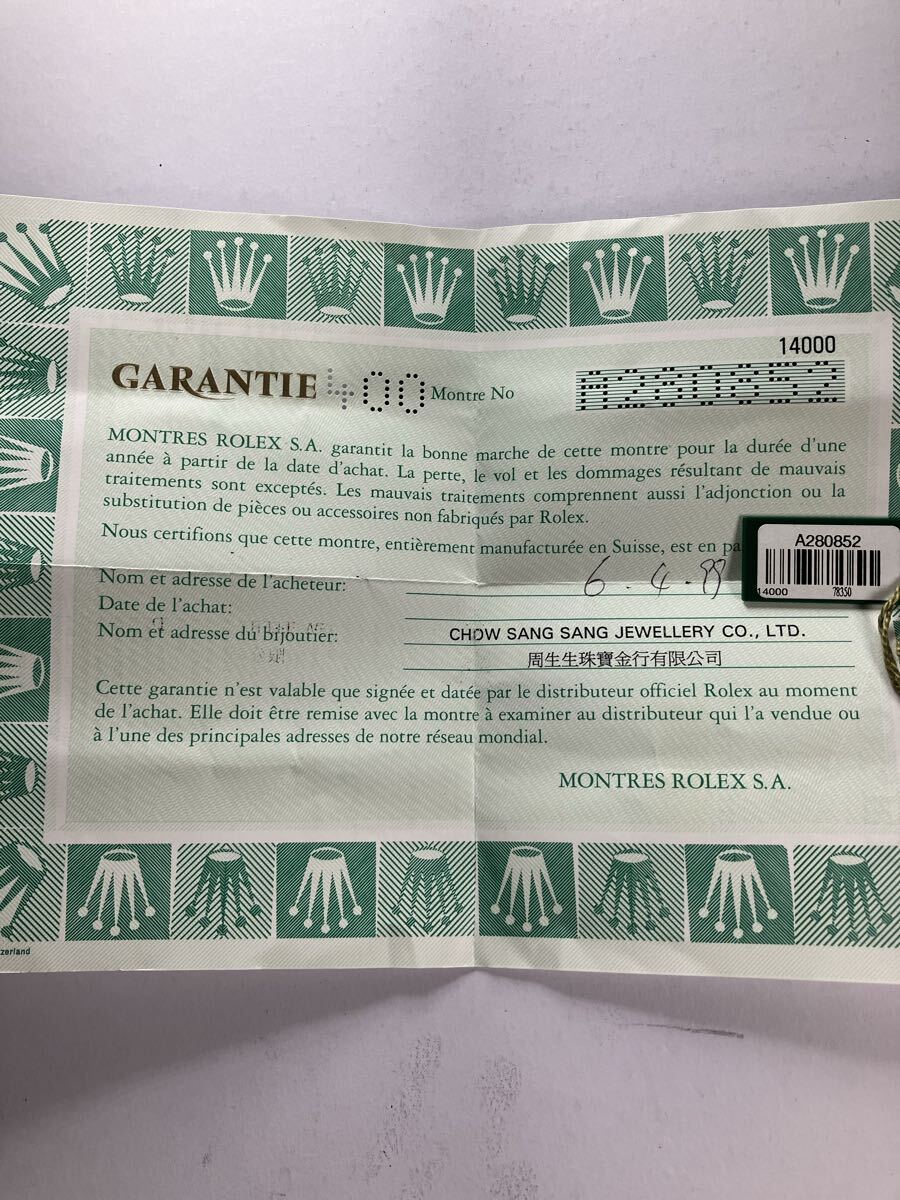 14000
GARANTIE 400 Montre No A280852
MONTRES ROLEX S.A. garantit la bonne marche de cette montre pour la durée d'une
année à partir de la date d'achat. La perte, le vol et les dommages résultant de mauvais
traitements sont exceptés. Les mauvais traitements comprennent aussi l'adjonction ou la
substitution de pièces ou accessoires non fabriqués par Rolex.
Nous certifions que cette montre, entièrement manufacturée en Suisse, est en pa
A280852
14000 78350
Nom et adresse de l'acheteur:
6.4.99
Date de l'achat:
Nom et adresse du bijoutier: CHOW SANG SANG JEWELLERY CO., LTD.
周生生珠寶金行有限公司
Cette garantie n'est valable que signée et datée par le distributeur officiel Rolex au moment
de l'achat. Elle doit être remise avec la montre à examiner au distributeur qui l'a vendue ou
à l'une des principales adresses de notre réseau mondial.
MONTRES ROLEX S.A.
zerland